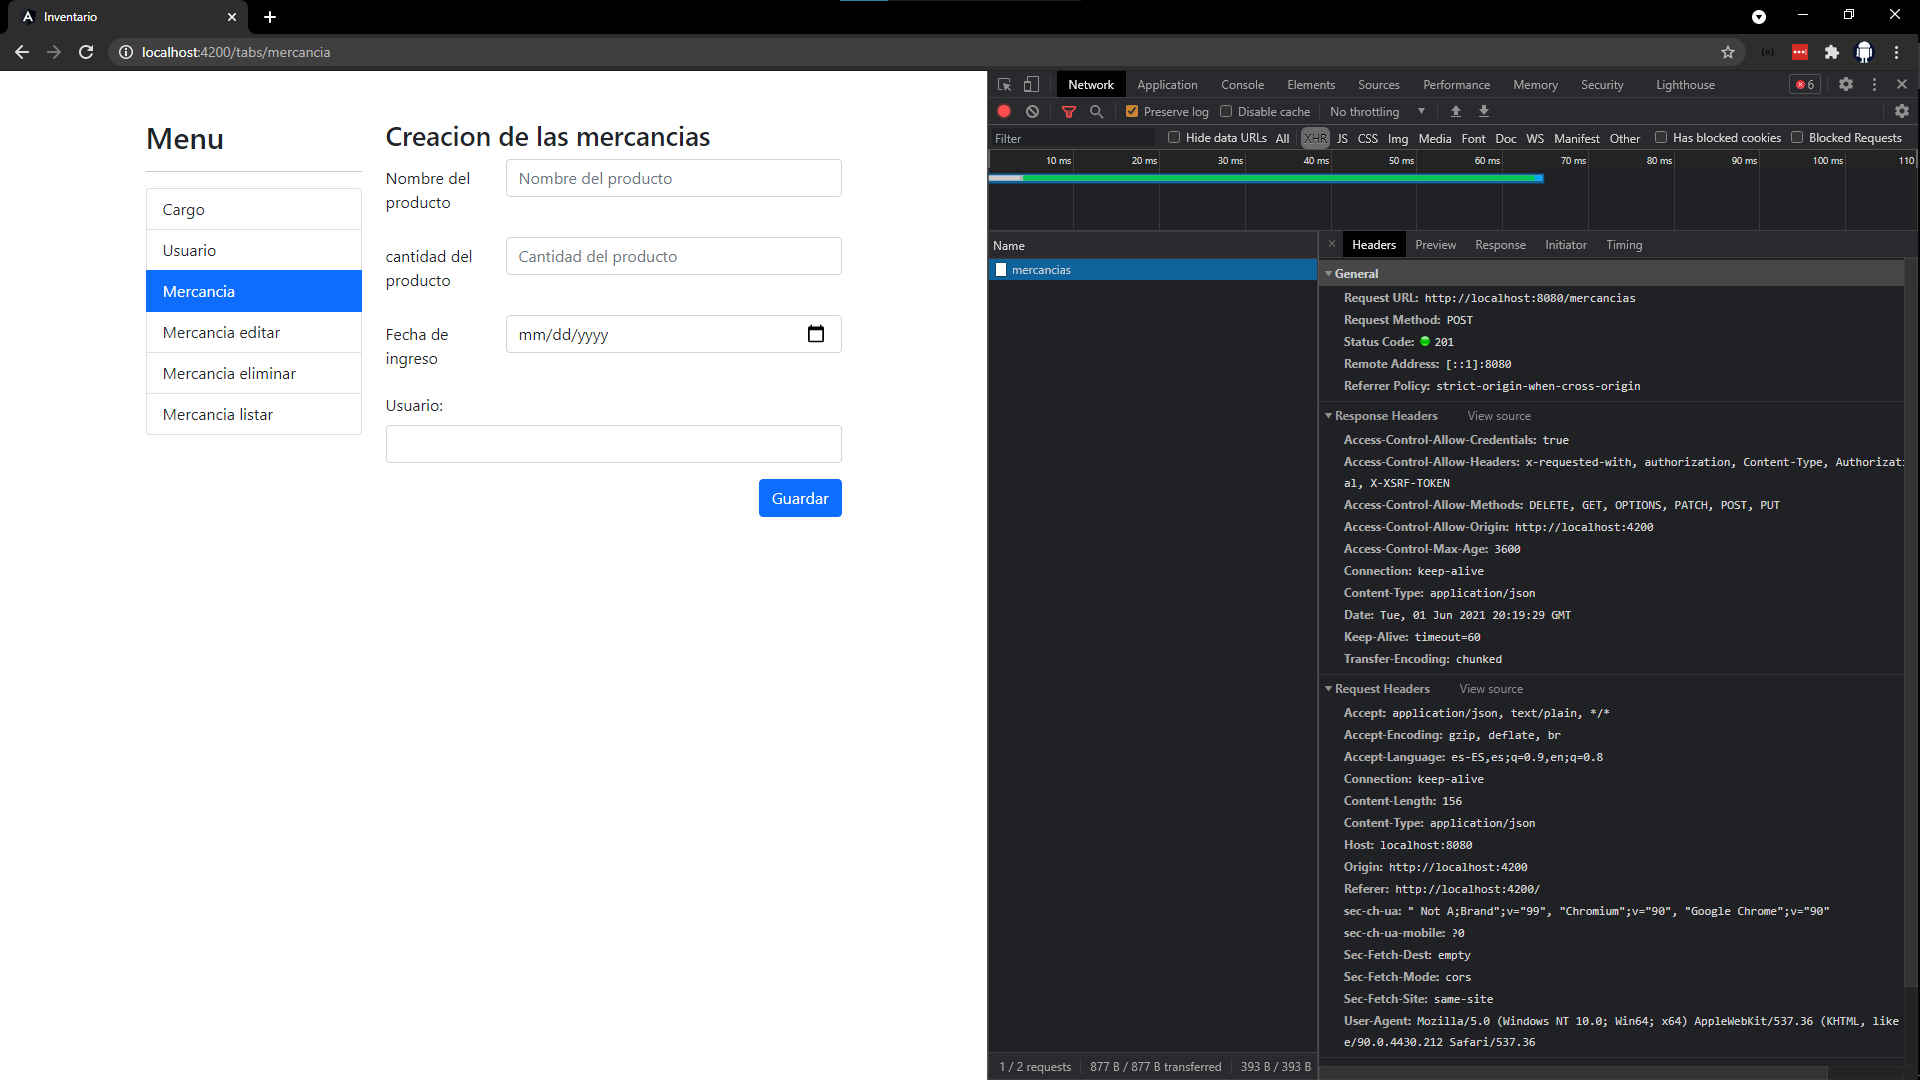 Inventario
localhost:4200/tabs/mercancia
Menu
Cargo
Usuario
Mercancia
Mercancia editar
Mercancia eliminar
Mercancia listar
Creacion de las mercancias
Nombre del
producto
Nombre del producto
cantidad del
producto
Cantidad del producto
Fecha de
ingreso
mm/dd/yyyy
Usuario:
Guardar
Network Application Console Elements Sources Performance Memory Security Lighthouse 6
Preserve log Disable cache No throttling
Filter Hide data URLs All XHR JS CSS Img Media Font Doc WS Manifest Other Has blocked cookies Blocked Requests
10 ms 20 ms 30 ms 40 ms 50 ms 60 ms 70 ms 80 ms 90 ms 100 ms 110
Name
mercancias
Headers Preview Response Initiator Timing
General
Request URL: http://localhost:8080/mercancias
Request Method: POST
Status Code: 201
Remote Address: [::1]:8080
Referrer Policy: strict-origin-when-cross-origin
Response Headers View source
Access-Control-Allow-Credentials: true
Access-Control-Allow-Headers: x-requested-with, authorization, Content-Type, Authorizati
al, X-XSRF-TOKEN
Access-Control-Allow-Methods: DELETE, GET, OPTIONS, PATCH, POST, PUT
Access-Control-Allow-Origin: http://localhost:4200
Access-Control-Max-Age: 3600
Connection: keep-alive
Content-Type: application/json
Date: Tue, 01 Jun 2021 20:19:29 GMT
Keep-Alive: timeout=60
Transfer-Encoding: chunked
Request Headers View source
Accept: application/json, text/plain, */*
Accept-Encoding: gzip, deflate, br
Accept-Language: es-ES,es;q=0.9,en;q=0.8
Connection: keep-alive
Content-Length: 156
Content-Type: application/json
Host: localhost:8080
Origin: http://localhost:4200
Referer: http://localhost:4200/
sec-ch-ua: " Not A;Brand";v="99", "Chromium";v="90", "Google Chrome";v="90"
sec-ch-ua-mobile: ?0
Sec-Fetch-Dest: empty
Sec-Fetch-Mode: cors
Sec-Fetch-Site: same-site
User-Agent: Mozilla/5.0 (Windows NT 10.0; Win64; x64) AppleWebKit/537.36 (KHTML, like
e/90.0.4430.212 Safari/537.36
1 / 2 requests 877 B / 877 B transferred 393 B / 393 B